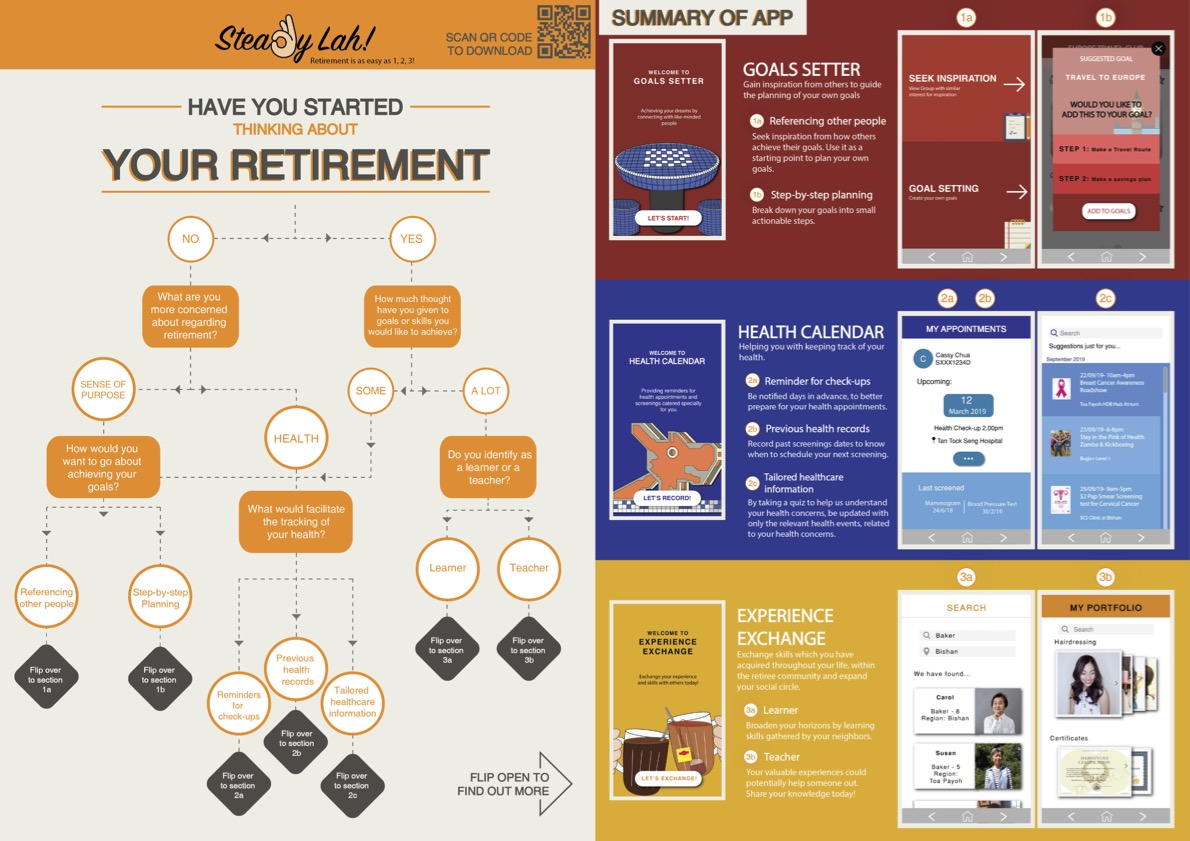 Steady Lah!
Retirement is as easy as 1, 2, 3!
SCAN QR CODE
TO DOWNLOAD
HAVE YOU STARTED
THINKING ABOUT
YOUR RETIREMENT
NO
YES
What are you
more concerned
about regarding
retirement?
How much thought
have you given to
goals or skills you
would like to achieve?
SENSE OF
PURPOSE
HEALTH
SOME
A LOT
How would you
want to go about
achieving your
goals?
What would facilitate
the tracking of
your health?
Do you identify as
a learner or a
teacher?
Referencing
other people
Step-by-step
Planning
Learner
Teacher
Flip over
to section
1a
Flip over
to section
1b
Flip over
to section
3a
Flip over
to section
3b
Reminders
for
check-ups
Previous
health
records
Tailored
healthcare
information
Flip over
to section
2a
Flip over
to section
2b
Flip over
to section
2c
FLIP OPEN TO
FIND OUT MORE
SUMMARY OF APP
WELCOME TO
GOALS SETTER
Achieving your dreams by
connecting with like-minded
people
LET'S START!
GOALS SETTER
Gain inspiration from others to guide
the planning of your own goals
1a Referencing other people
Seek inspiration from how others
achieve their goals. Use it as a
starting point to plan your own
goals.
1b Step-by-step planning
Break down your goals into small
actionable steps.
1a
SEEK INSPIRATION
View Group with similar
interest for inspiration
GOAL SETTING
Create your own goals
1b
SUGGESTED GOAL
TRAVEL TO EUROPE
WOULD YOU LIKE TO
ADD THIS TO YOUR GOAL?
STEP 1: Make a Travel Route
STEP 2: Make a savings plan
ADD TO GOALS
WELCOME TO
HEALTH CALENDAR
Providing reminders for
health appointments and
screenings catered specially
for you.
LET'S RECORD!
HEALTH CALENDAR
Helping you with keeping track of your
health.
2a Reminder for check-ups
Be notified days in advance, to better
prepare for your health appointments.
2b Previous health records
Record past screenings dates to know
when to schedule your next screening.
2c Tailored healthcare
information
By taking a quiz to help us understand
your health concerns, be updated with
only the relevant health events, related
to your health concerns.
2a 2b
MY APPOINTMENTS
C
Cassy Chua
SXXX1234D
Upcoming:
12
March 2019
Health Check-up 2.00pm
Tan Tock Seng Hospital
Last screened
Mammogram
24/6/18
Blood Pressure Test
30/2/19
2c
Search
Suggestions just for you...
September 2019
22/09/19- 10am-4pm
Breast Cancer Awareness
Roadshow
Toa Payoh HDB Hub Atrium
23/09/19 -6-8pm
Stay in the Pink of Health
Zumba & Kickboxing
Bugis+ Level 1
29/09/19- 9am-5pm
$2 Pap Smear Screening
test for Cervical Cancer
SCS Clinic at Bishan
WELCOME TO
EXPERIENCE
EXCHANGE
Exchange your experience
and skills with others today!
LET'S EXCHANGE!
EXPERIENCE
EXCHANGE
Exchange skills which you have
acquired throughout your life, within
the retiree community and expand
your social circle.
3a Learner
Broaden your horizons by learning
skills gathered by your neighbors.
3b Teacher
Your valuable experiences could
potentially help someone out.
Share your knowledge today!
3a
SEARCH
Baker
Bishan
We have found...
Carol
Baker - 8
Region: Bishan
Susan
Baker - 5
Region:
Toa Payoh
3b
MY PORTFOLIO
Search
Hairdressing
Certificates